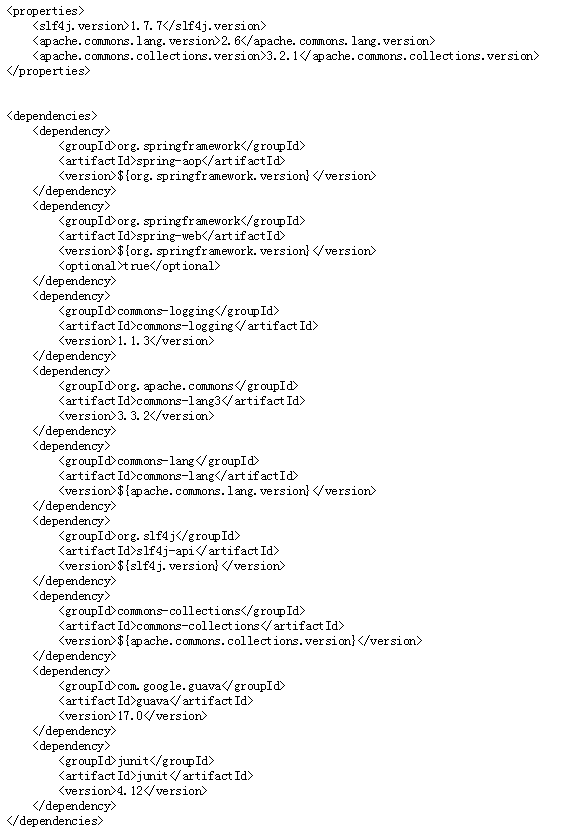 <properties>
    <slf4j.version>1.7.7</slf4j.version>
    <apache.commons.lang.version>2.6</apache.commons.lang.version>
    <apache.commons.collections.version>3.2.1</apache.commons.collections.version>
</properties>
<dependencies>
    <dependency>
        <groupId>org.springframework</groupId>
        <artifactId>spring-aop</artifactId>
        <version>${org.springframework.version}</version>
    </dependency>
    <dependency>
        <groupId>org.springframework</groupId>
        <artifactId>spring-web</artifactId>
        <version>${org.springframework.version}</version>
        <optional>true</optional>
    </dependency>
    <dependency>
        <groupId>commons-logging</groupId>
        <artifactId>commons-logging</artifactId>
        <version>1.1.3</version>
    </dependency>
    <dependency>
        <groupId>org.apache.commons</groupId>
        <artifactId>commons-lang3</artifactId>
        <version>3.3.2</version>
    </dependency>
    <dependency>
        <groupId>commons-lang</groupId>
        <artifactId>commons-lang</artifactId>
        <version>${apache.commons.lang.version}</version>
    </dependency>
    <dependency>
        <groupId>org.slf4j</groupId>
        <artifactId>slf4j-api</artifactId>
        <version>${slf4j.version}</version>
    </dependency>
    <dependency>
        <groupId>commons-collections</groupId>
        <artifactId>commons-collections</artifactId>
        <version>${apache.commons.collections.version}</version>
    </dependency>
    <dependency>
        <groupId>com.google.guava</groupId>
        <artifactId>guava</artifactId>
        <version>17.0</version>
    </dependency>
    <dependency>
        <groupId>junit</groupId>
        <artifactId>junit</artifactId>
        <version>4.12</version>
    </dependency>
</dependencies>